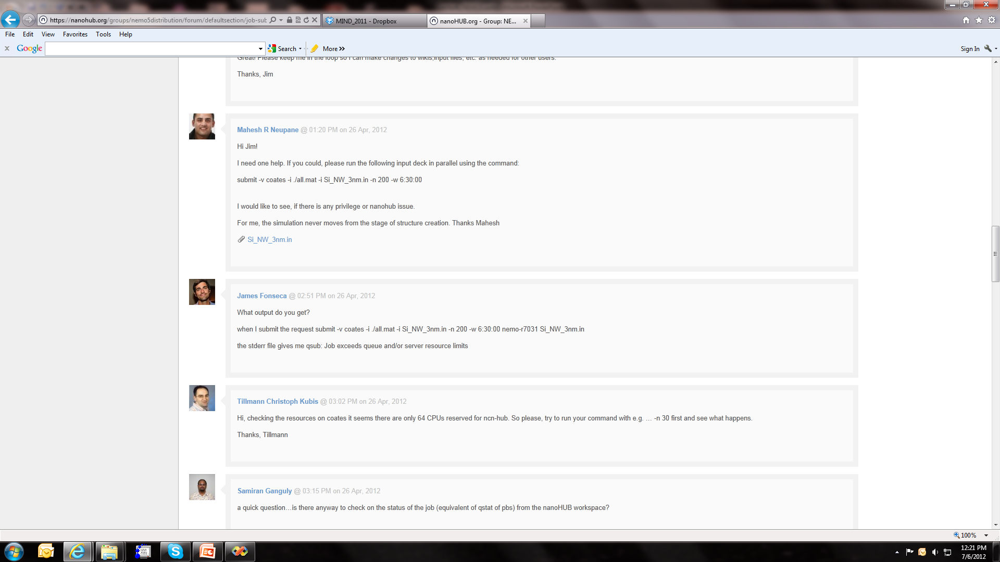 https://nanohub.org/groups/nemo5distribution/forum/defaultsection/job-sub
MIND_2011 - Dropbox
nanoHUB.org - Group: NE...
File Edit View Favorites Tools Help
x Google Search More >> Sign In
Great! Please keep me in the loop so I can make changes to wikis,input files, etc. as needed for other users.
Thanks, Jim
Mahesh R Neupane @ 01:20 PM on 26 Apr, 2012
Hi Jim!
I need one help. If you could, please run the following input deck in parallel using the command:
submit -v coates -i ./all.mat -i Si_NW_3nm.in -n 200 -w 6:30:00
I would like to see, if there is any privilege or nanohub issue.
For me, the simulation never moves from the stage of structure creation. Thanks Mahesh
Si_NW_3nm.in
James Fonseca @ 02:51 PM on 26 Apr, 2012
What output do you get?
when I submit the request submit -v coates -i ./all.mat -i Si_NW_3nm.in -n 200 -w 6:30:00 nemo-r7031 Si_NW_3nm.in
the stderr file gives me qsub: Job exceeds queue and/or server resource limits
Tillmann Christoph Kubis @ 03:02 PM on 26 Apr, 2012
Hi, checking the resources on coates it seems there are only 64 CPUs reserved for ncn-hub. So please, try to run your command with e.g. … -n 30 first and see what happens.
Thanks, Tillmann
Samiran Ganguly @ 03:15 PM on 26 Apr, 2012
a quick question…is there anyway to check on the status of the job (equivalent of qstat of pbs) from the nanoHUB workspace?
100%
12:21 PM
7/6/2012